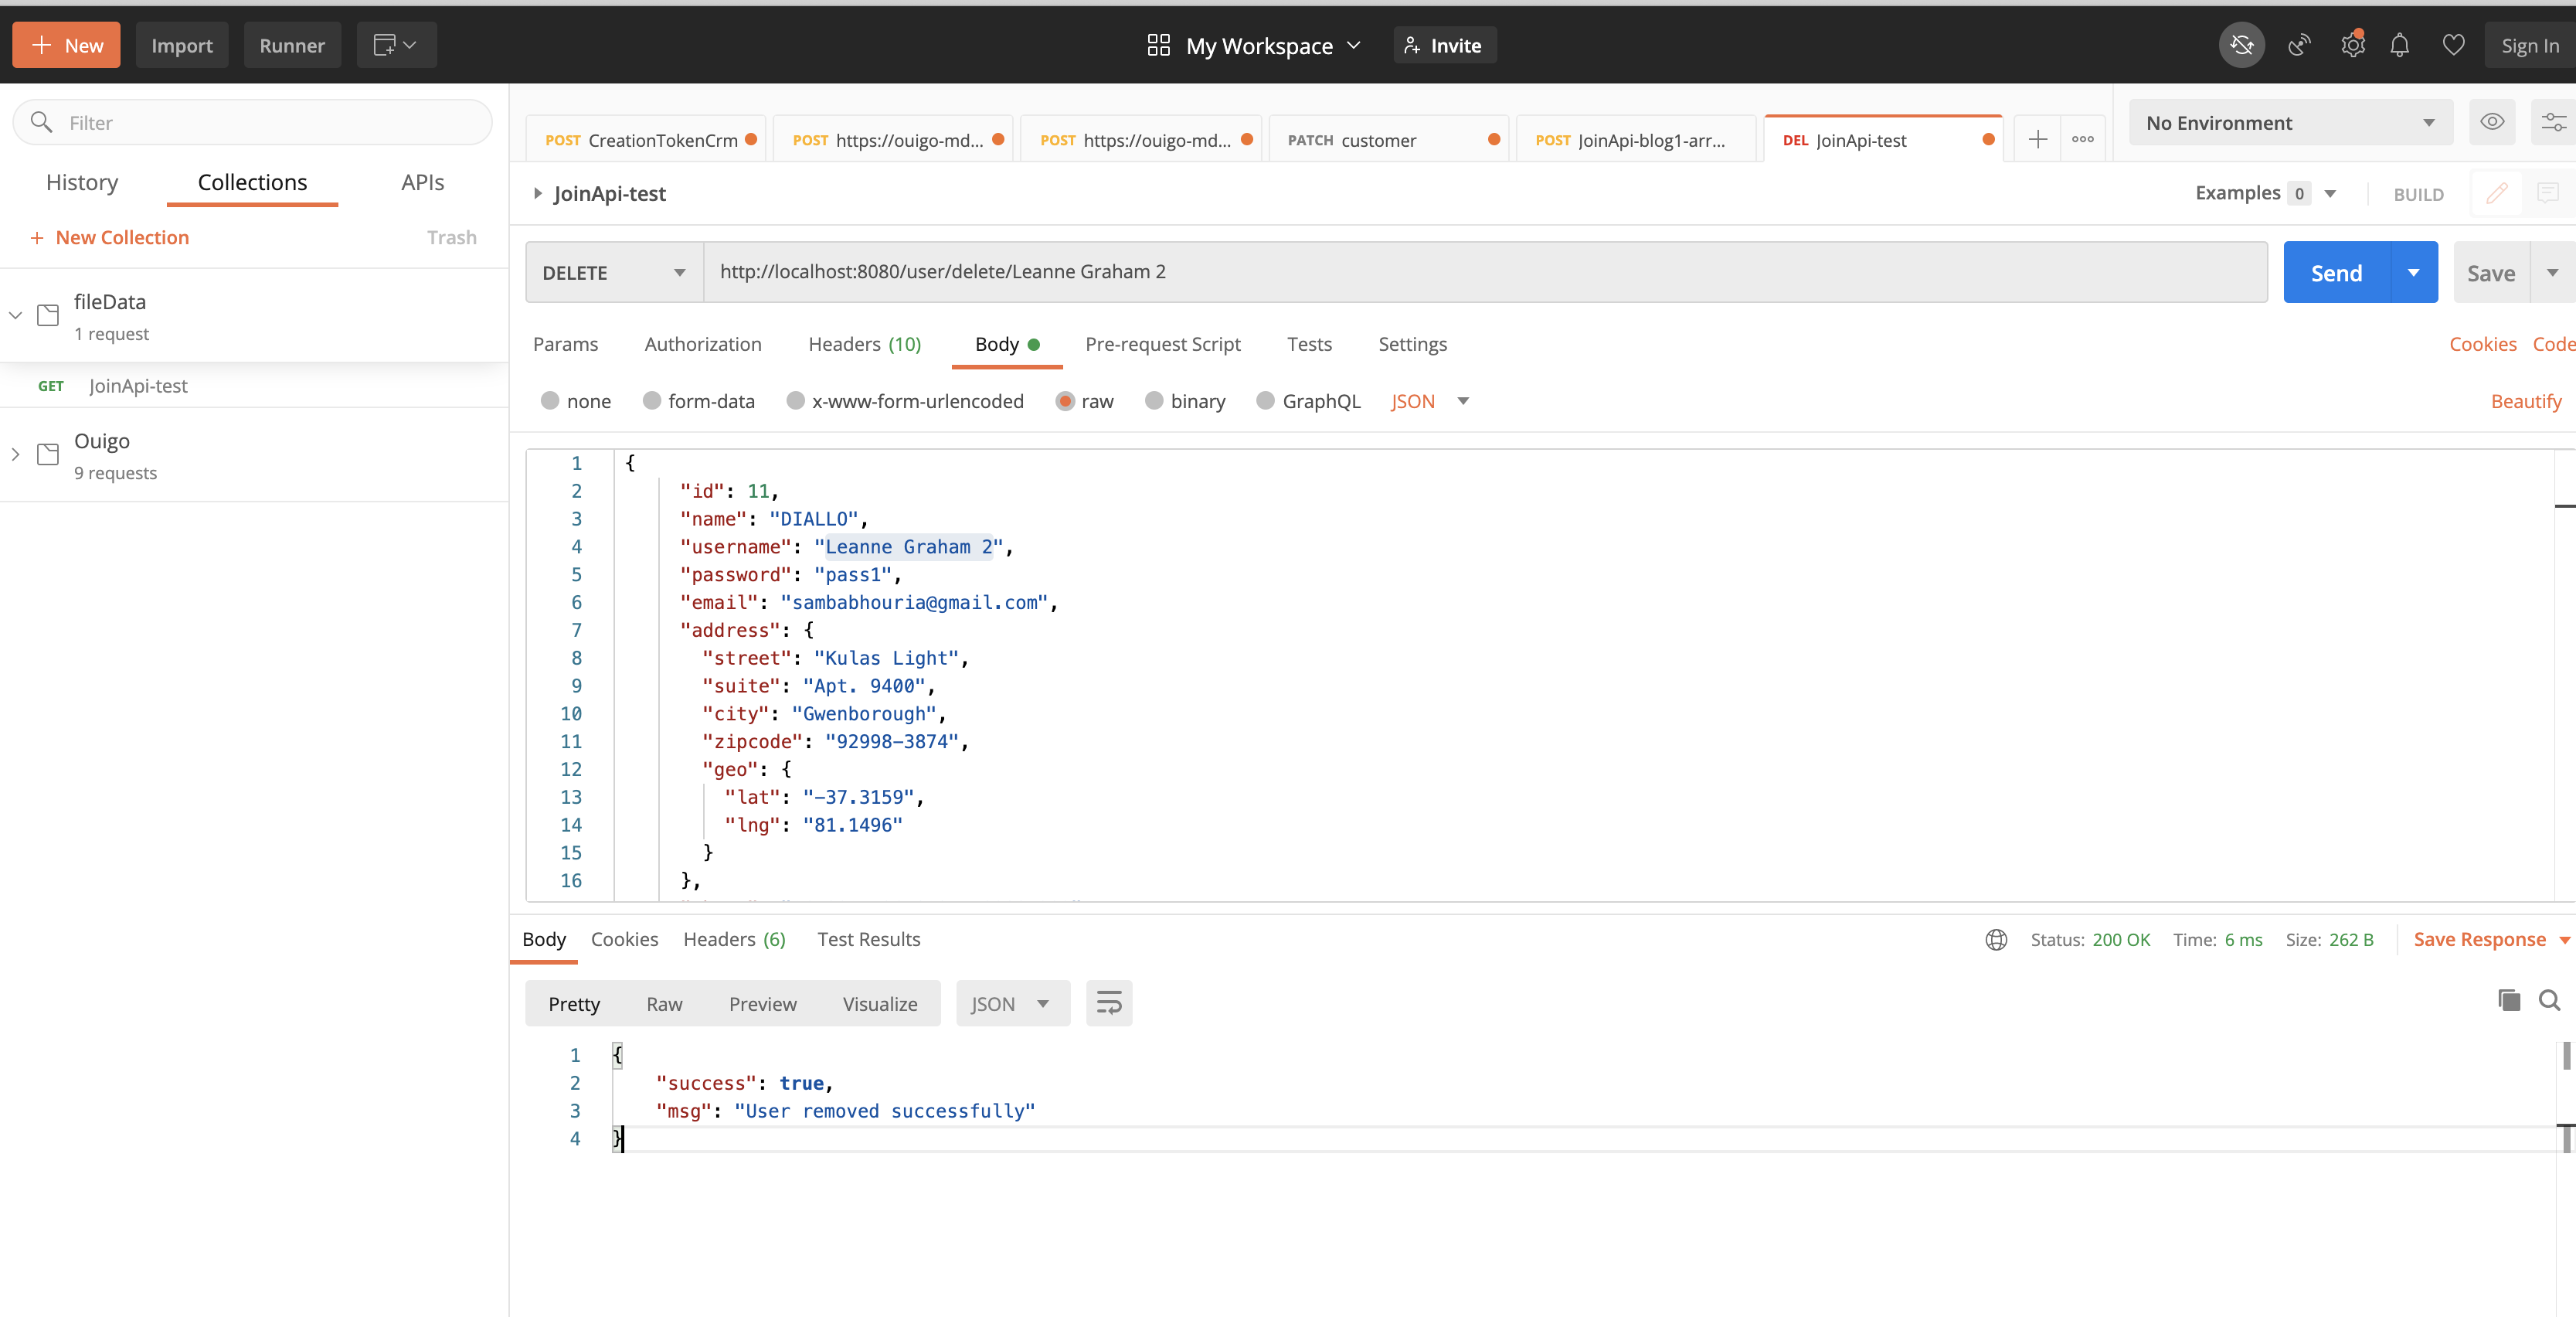 New Import Runner My Workspace Invite Sign In
Filter
History Collections APIs
New Collection Trash
fileData
1 request
GET JoinApi-test
Ouigo
9 requests
POST CreationTokenCrm POST https://ouigo-md... POST https://ouigo-md... PATCH customer POST JoinApi-blog1-arr... DEL JoinApi-test No Environment
JoinApi-test Examples 0 BUILD
DELETE http://localhost:8080/user/delete/Leanne Graham 2 Send Save
Params Authorization Headers (10) Body Pre-request Script Tests Settings Cookies Code
none form-data x-www-form-urlencoded raw binary GraphQL JSON Beautify
1 {
2 "id": 11,
3 "name": "DIALLO",
4 "username": "Leanne Graham 2",
5 "password": "pass1",
6 "email": "sambabhouria@gmail.com",
7 "address": {
8 "street": "Kulas Light",
9 "suite": "Apt. 9400",
10 "city": "Gwenborough",
11 "zipcode": "92998-3874",
12 "geo": {
13 "lat": "-37.3159",
14 "lng": "81.1496"
15 }
16 },
Body Cookies Headers (6) Test Results Status: 200 OK Time: 6 ms Size: 262 B Save Response
Pretty Raw Preview Visualize JSON
1 {
2 "success": true,
3 "msg": "User removed successfully"
4 }